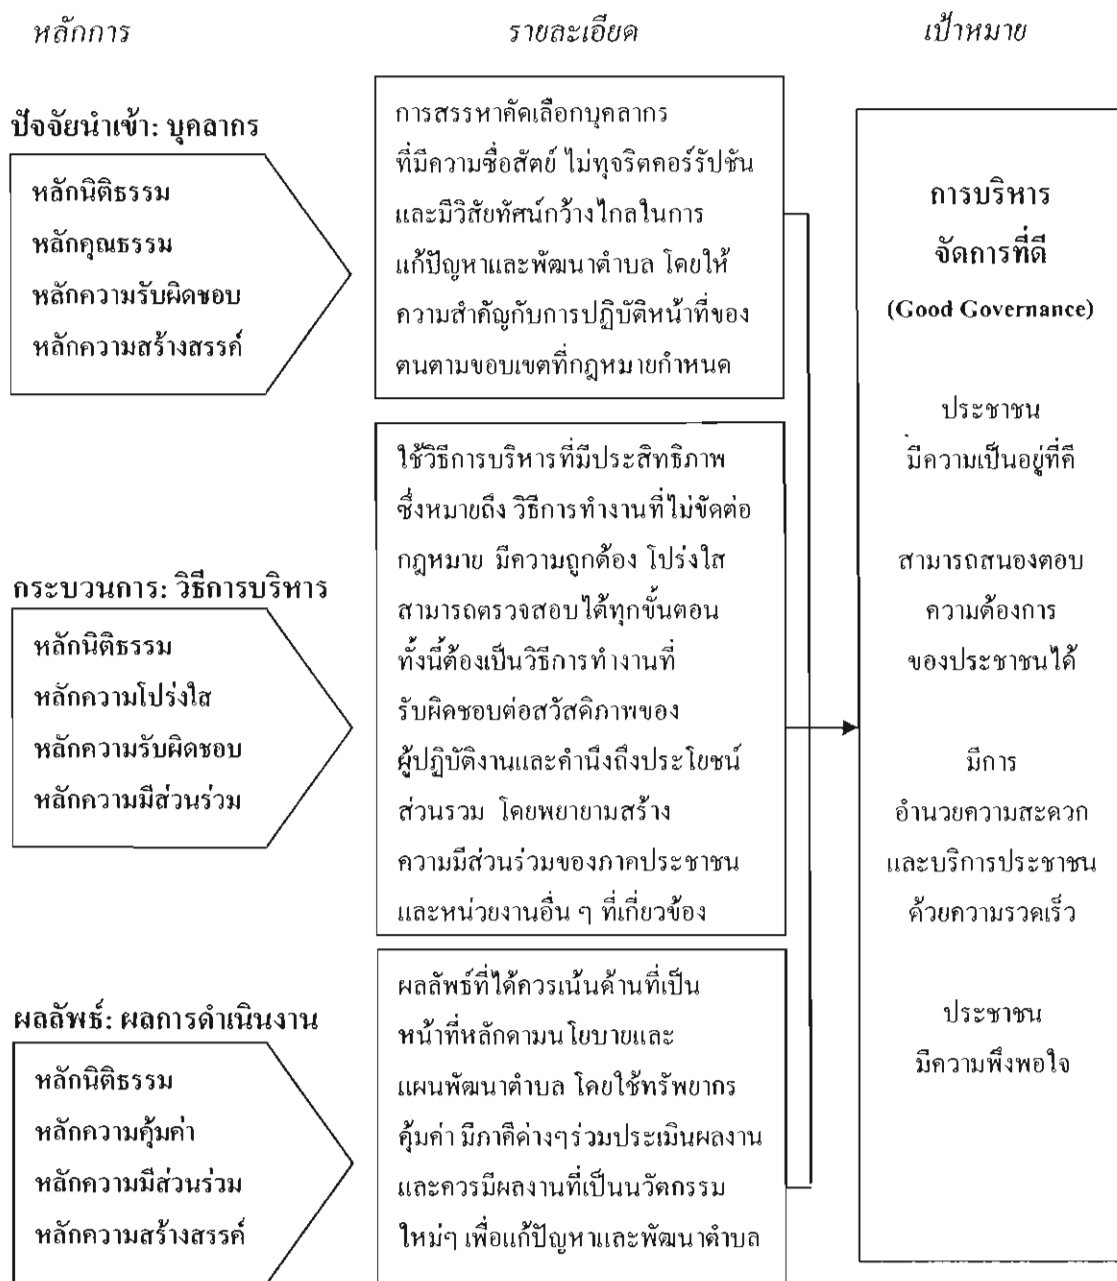 หลักการ
รายละเอียด
เป้าหมาย
ปัจจัยนำเข้า: บุคลากร
หลักนิติธรรม
หลักคุณธรรม
หลักความรับผิดชอบ
หลักความสร้างสรรค์
การสรรหาคัดเลือกบุคลากร
ที่มีความซื่อสัตย์ ไม่ทุจริตคอร์รัปชัน
และมีวิสัยทัศน์กว้างไกลในการ
แก้ปัญหาและพัฒนาตำบล โดยให้
ความสำคัญกับการปฏิบัติหน้าที่ของ
ตนตามขอบเขตที่กฎหมายกำหนด
กระบวนการ: วิธีการบริหาร
หลักนิติธรรม
หลักความโปร่งใส
หลักความรับผิดชอบ
หลักความมีส่วนร่วม
ใช้วิธีการบริหารที่มีประสิทธิภาพ
ซึ่งหมายถึง วิธีการทำงานที่ไม่ขัดต่อ
กฎหมาย มีความถูกต้อง โปร่งใส
สามารถตรวจสอบได้ทุกขั้นตอน
ทั้งนี้ต้องเป็นวิธีการทำงานที่
รับผิดชอบต่อสวัสดิภาพของ
ผู้ปฏิบัติงานและคำนึงถึงประโยชน์
ส่วนรวม โดยพยายามสร้าง
ความมีส่วนร่วมของภาคประชาชน
และหน่วยงานอื่น ๆ ที่เกี่ยวข้อง
ผลลัพธ์: ผลการดำเนินงาน
หลักนิติธรรม
หลักความคุ้มค่า
หลักความมีส่วนร่วม
หลักความสร้างสรรค์
ผลลัพธ์ที่ได้ควรเน้นด้านที่เป็น
หน้าที่หลักตามนโยบายและ
แผนพัฒนาตำบล โดยใช้ทรัพยากร
คุ้มค่า มีภาคีต่างๆร่วมประเมินผลงาน
และควรมีผลงานที่เป็นนวัตกรรม
ใหม่ๆ เพื่อแก้ปัญหาและพัฒนาตำบล
การบริหาร
จัดการที่ดี
(Good Governance)
ประชาชน
มีความเป็นอยู่ที่ดี
สามารถสนองตอบ
ความต้องการ
ของประชาชนได้
มีการ
อำนวยความสะดวก
และบริการประชาชน
ด้วยความรวดเร็ว
ประชาชน
มีความพึงพอใจ